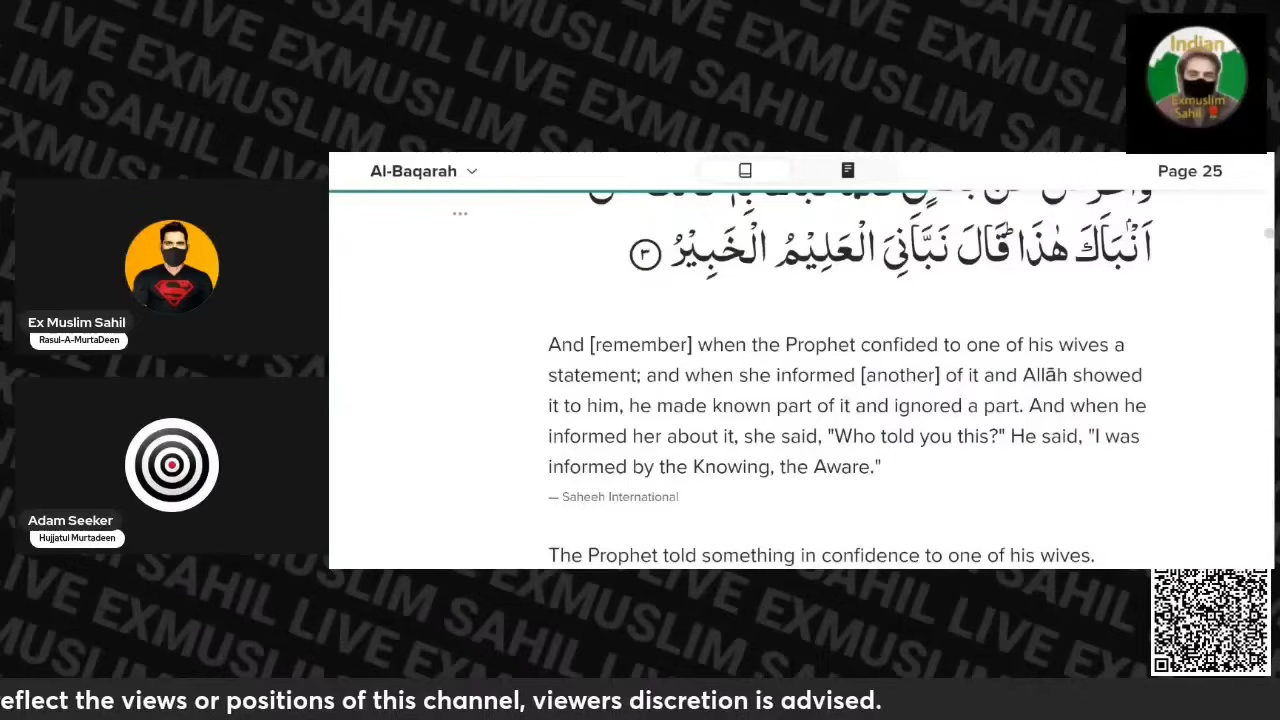 Indian
Exmuslim
Sahil
Al-Baqarah
Page 25
اَنْۢبَاَكَ هٰذَا ؕ قَالَ نَبَّاَنِیَ الْعَلِیْمُ الْخَبِیْرُ ۳
And [remember] when the Prophet confided to one of his wives a
statement; and when she informed [another] of it and Allāh showed
it to him, he made known part of it and ignored a part. And when he
informed her about it, she said, "Who told you this?" He said, "I was
informed by the Knowing, the Aware."
— Saheeh International
The Prophet told something in confidence to one of his wives.
Ex Muslim Sahil
Rasul-A-MurtaDeen
Adam Seeker
Hujjatul Murtadeen
eflect the views or positions of this channel, viewers discretion is advised.